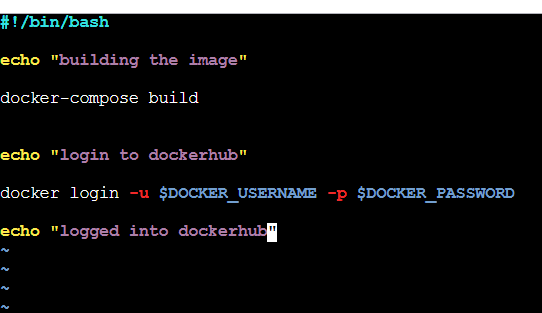 #!/bin/bash
echo "building the image"
docker-compose build
echo "login to dockerhub"
docker login -u $DOCKER_USERNAME -p $DOCKER_PASSWORD
echo "logged into dockerhub"
~
~
~
~